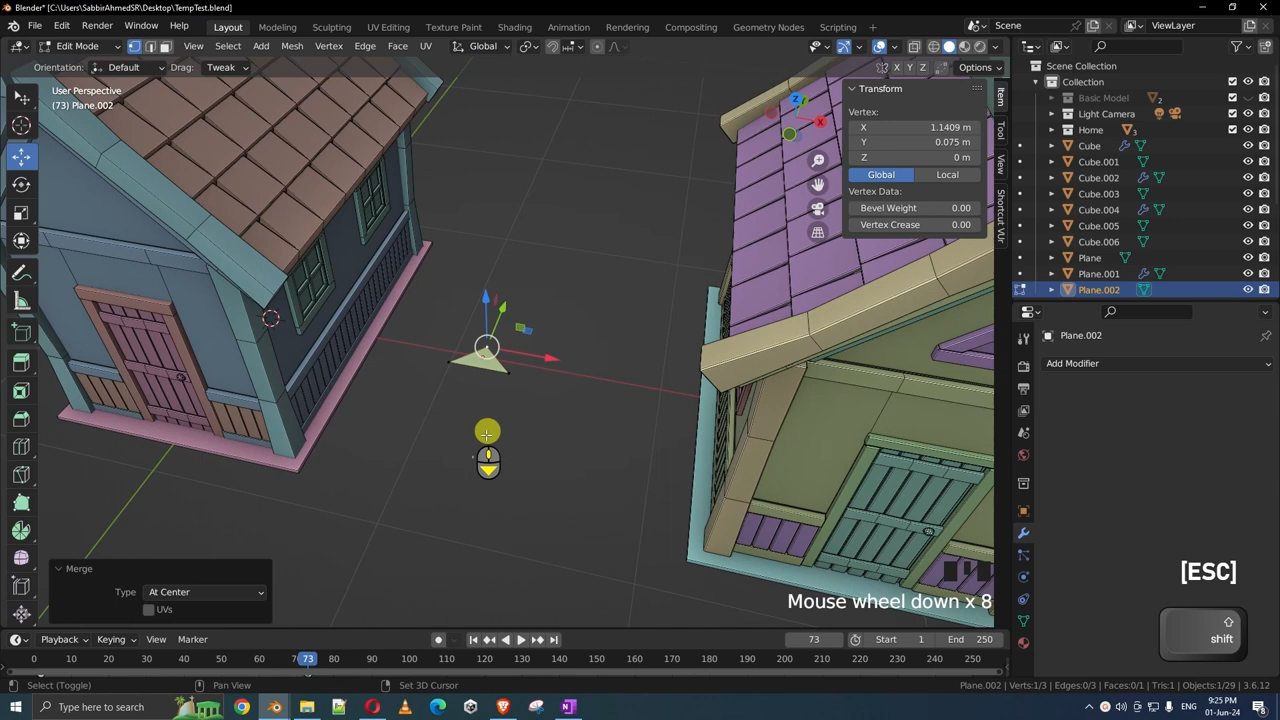 Blender* [C:\Users\SabbirAhmedSR\Desktop\TempTest.blend]
File Edit Render Window Help Layout Modeling Sculpting UV Editing Texture Paint Shading Animation Rendering Compositing Geometry Nodes Scripting Scene ViewLayer
Edit Mode View Select Add Mesh Vertex Edge Face UV Global
Orientation: Default Drag: Tweak X Y Z Options
User Perspective
(73) Plane.002
Transform
Vertex:
X 1.1409 m
Y 0.075 m
Z 0 m
Global Local
Vertex Data:
Bevel Weight 0.00
Vertex Crease 0.00
Item
Tool
View
Shortcut VUr
Z
X
Scene Collection
Collection
Basic Model 2
Light Camera
Home 3
Cube
Cube.001
Cube.002
Cube.003
Cube.004
Cube.005
Cube.006
Plane
Plane.001
Plane.002
Plane.002
Add Modifier
Merge
Type At Center
UVs
[ESC]
Mouse wheel down x 8
shift
Playback Keying View Marker 73 Start 1 End 250
0 10 20 30 40 50 60 73 80 90 100 110 120 130 140 150 160 170 180 190 200 210 220 230 240 250
Select (Toggle) Pan View Set 3D Cursor Plane.002 | Verts:1/3 | Edges:0/3 | Faces:0/1 | Tris:1 | Objects:1/29 | 3.6.12
Type here to search
9:25 PM
01-Jun-24